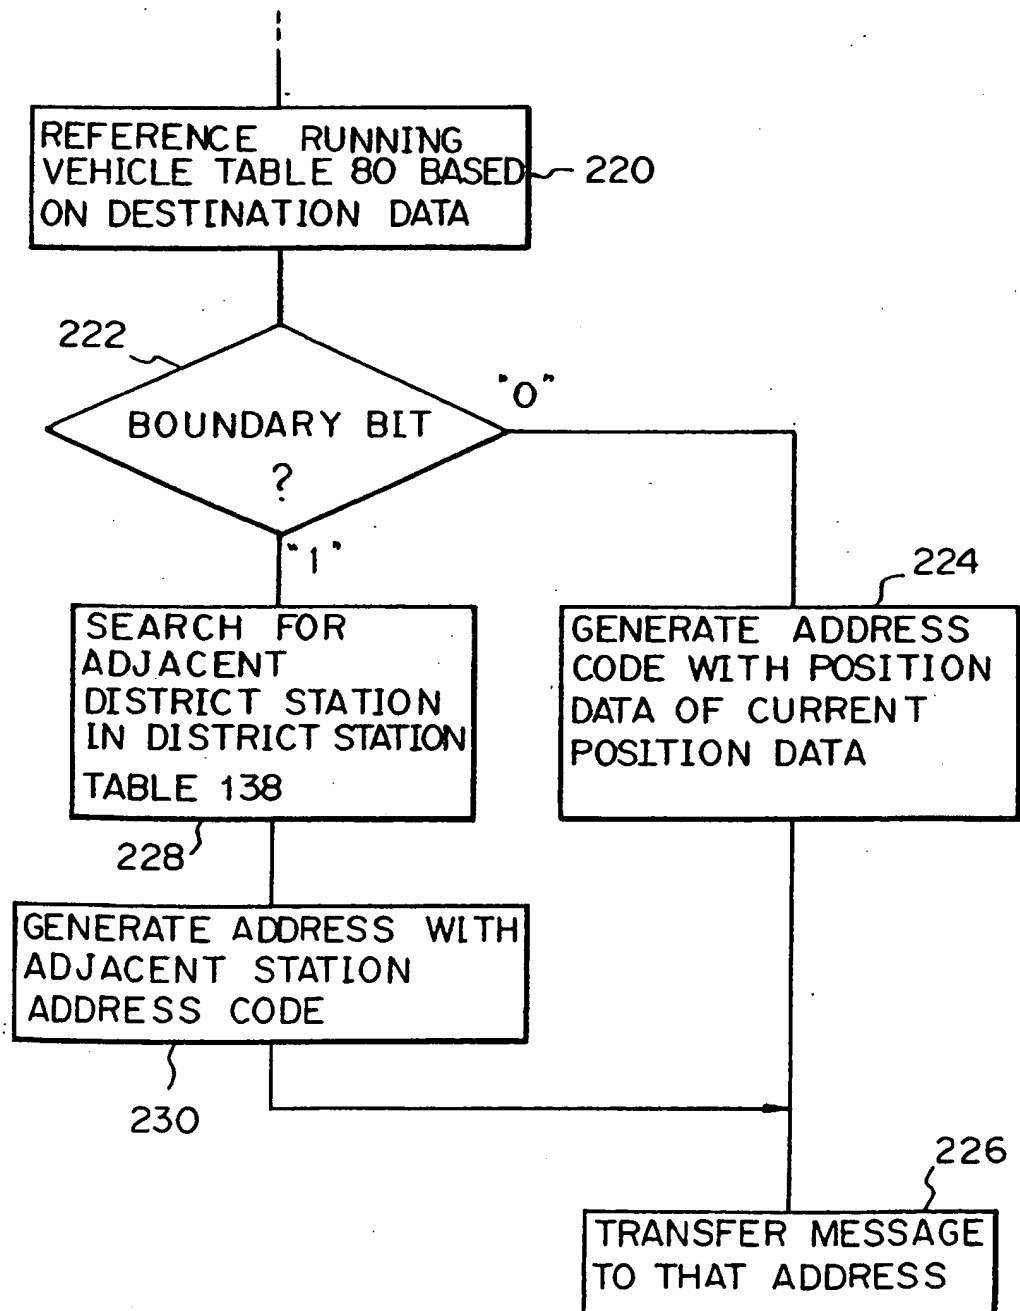 REFERENCE RUNNING
VEHICLE TABLE 80 BASED
ON DESTINATION DATA
220
222
BOUNDARY BIT
?
"0"
"1"
224
SEARCH FOR
ADJACENT
DISTRICT STATION
IN DISTRICT STATION
TABLE 138
GENERATE ADDRESS
CODE WITH POSITION
DATA OF CURRENT
POSITION DATA
228
GENERATE ADDRESS WITH
ADJACENT STATION
ADDRESS CODE
230
226
TRANSFER MESSAGE
TO THAT ADDRESS